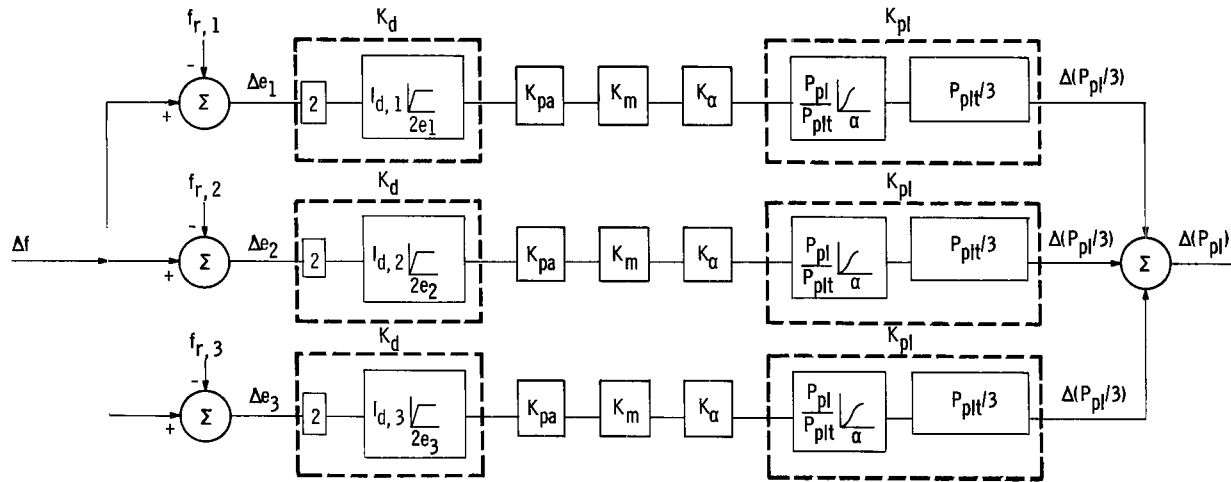 f_r,1
K_d
K_pl
Δe_1
2
I_d,1
2e_1
K_pa
K_m
K_α
P_pl/P_plt
α
P_plt/3
Δ(P_pl/3)
Σ
-
+
f_r,2
K_d
K_pl
Δf
Δe_2
2
I_d,2
2e_2
K_pa
K_m
K_α
P_pl/P_plt
α
P_plt/3
Δ(P_pl/3)
Δ(P_pl)
Σ
-
+
Σ
f_r,3
K_d
K_pl
Δe_3
2
I_d,3
2e_3
K_pa
K_m
K_α
P_pl/P_plt
α
P_plt/3
Δ(P_pl/3)
Σ
-
+